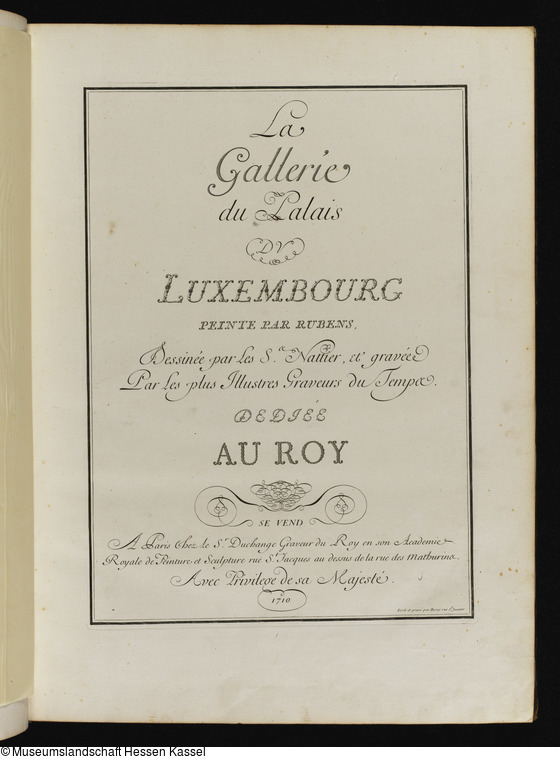 La
Gallerie
du Palais
DU
LUXEMBOURG
PEINTE PAR RUBENS,
Dessinée par les S.rs Nattier, et gravée
Par les plus Illustres Graveurs du Temps.
DEDIÉE
AU ROY
SE VEND
A Paris Chez le S.r Duchange Graveur du Roy en son Academie
Royale de Peinture et Sculpture rue S.t Jacques au dessus de la rue des Mathurins.
Avec Privilege de sa Majesté.
1710
© Museumslandschaft Hessen Kassel